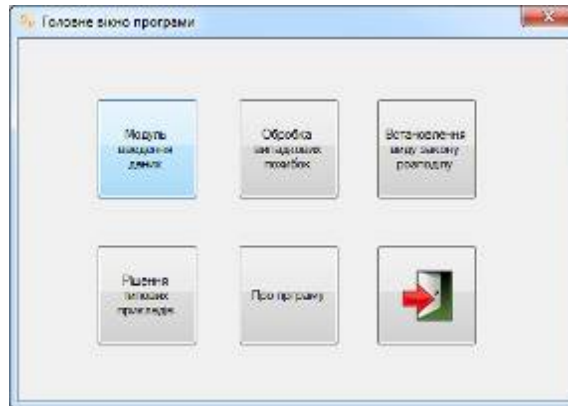 Головне вікно програми
Модуль
введення
даних
Обробка
випадкових
похибок
Встановлення
виду закону
розподілу
Рішення
типових
прикладів
Про програму